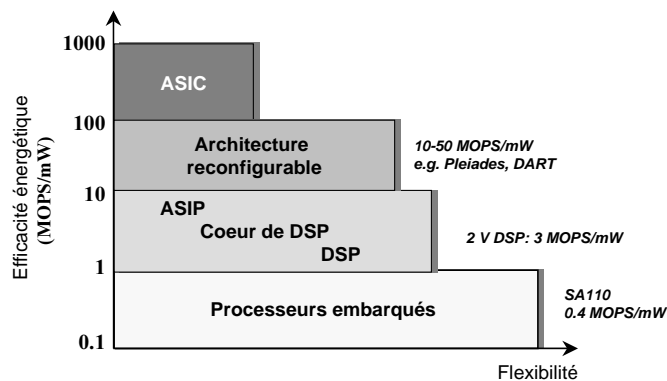 Efficacité énergétique
(MOPS/mW)
1000
100
10
1
0.1
ASIC
Architecture
reconfigurable
10-50 MOPS/mW
e.g. Pleiades, DART
ASIP
Coeur de DSP
DSP
2 V DSP: 3 MOPS/mW
Processeurs embarqués
SA110
0.4 MOPS/mW
Flexibilité